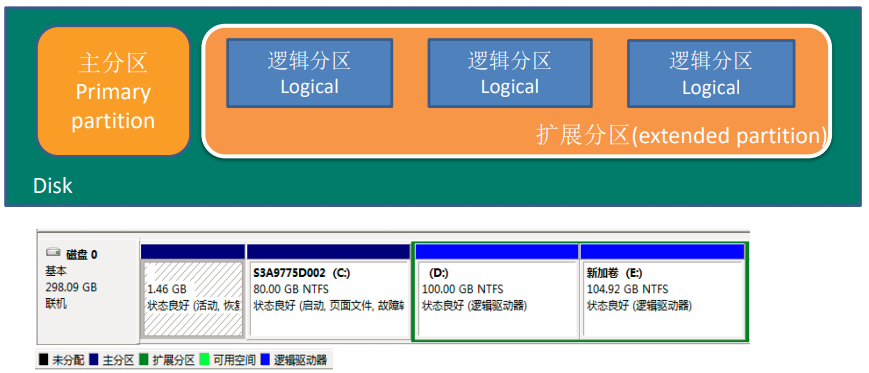 主分区
Primary
partition
逻辑分区
Logical
逻辑分区
Logical
逻辑分区
Logical
扩展分区(extended partition)
Disk
磁盘 0
基本
298.09 GB
联机
1.46 GB
状态良好 (活动, 恢复
S3A9775D002 (C:)
80.00 GB NTFS
状态良好 (启动, 页面文件, 故障转
(D:)
100.00 GB NTFS
状态良好 (逻辑驱动器)
新加卷 (E:)
104.92 GB NTFS
状态良好 (逻辑驱动器)
未分配 主分区 扩展分区 可用空间 逻辑驱动器